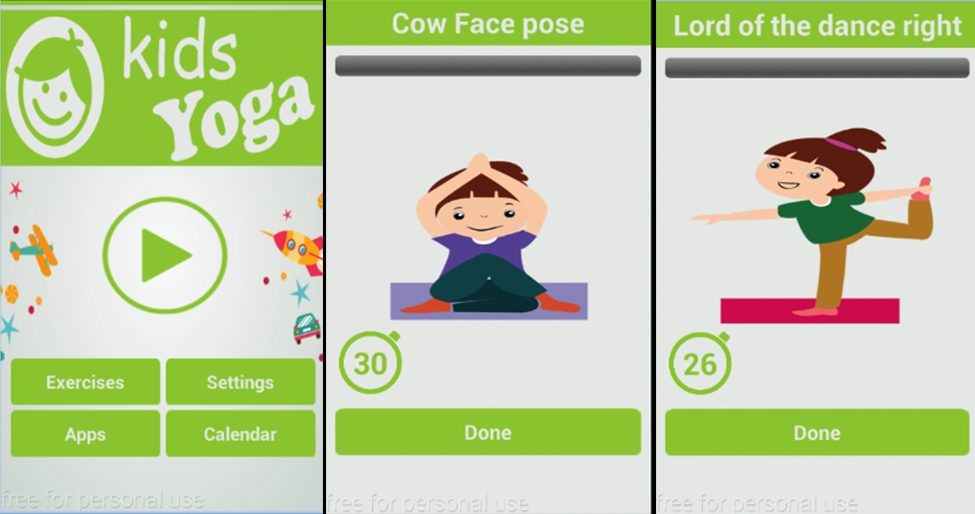 kids
Yoga
Exercises
Settings
Apps
Calendar
free for personal use
Cow Face pose
30
Done
free for personal use
Lord of the dance right
26
Done
free for personal use